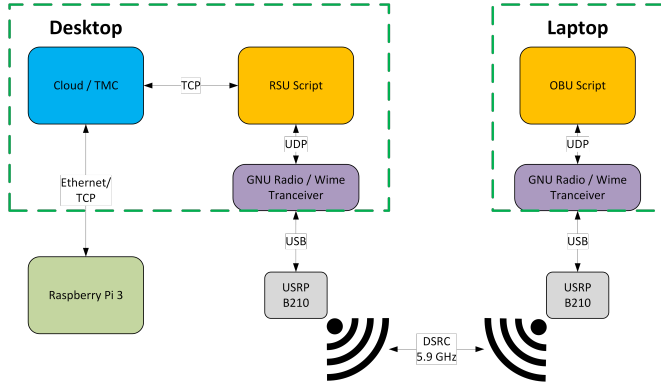 Desktop
Laptop
Cloud / TMC
TCP
RSU Script
OBU Script
UDP
UDP
Ethernet/
TCP
GNU Radio / Wime
Tranceiver
GNU Radio / Wime
Tranceiver
USB
USB
Raspberry Pi 3
USRP
B210
USRP
B210
DSRC
5.9 GHz